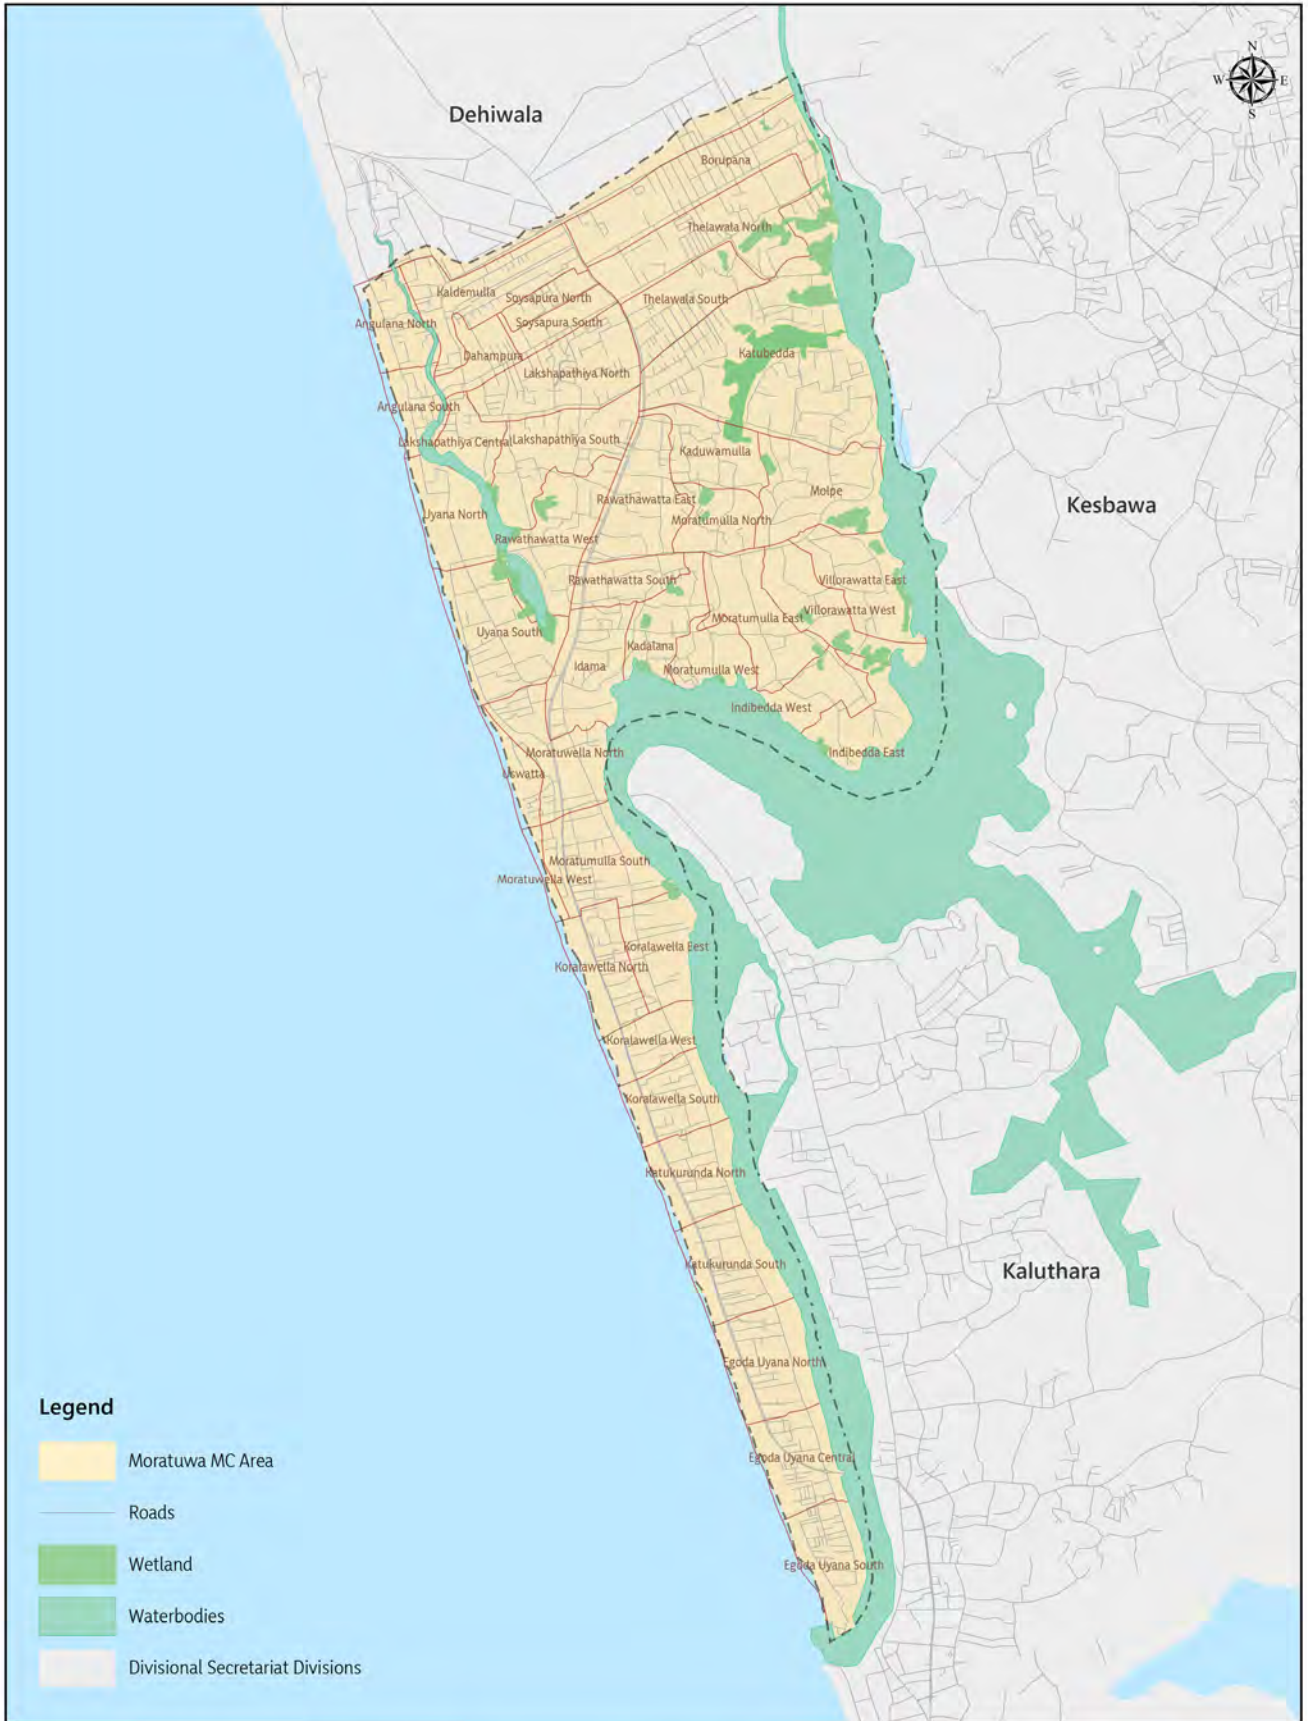 N
W E
S
Dehiwala
Borupana
Thelawala North
Kaldemulla
Soysapura North
Thelawala South
Angulana North
Soysapura South
Dahampura
Katubedda
Lakshapathiya North
Angulana South
Lakshapathiya Central
Lakshapathiya South
Kaduwamulla
Molpe
Rawathawatta East
Kesbawa
Uyana North
Moratumulla North
Rawathawatta West
Rawathawatta South
Villorawatta East
Villorawatta West
Moratumulla East
Uyana South
Kadalana
Idama
Moratumulla West
Indibedda West
Moratuwella North
Indibedda East
Uswatta
Moratumulla South
Moratuwella West
Koralawella Eest
Koralawella North
Koralawella West
Koralawella South
Katukurunda North
Katukurunda South
Kaluthara
Egoda Uyana North
Egoda Uyana Central
Egoda Uyana South
Legend
Moratuwa MC Area
Roads
Wetland
Waterbodies
Divisional Secretariat Divisions